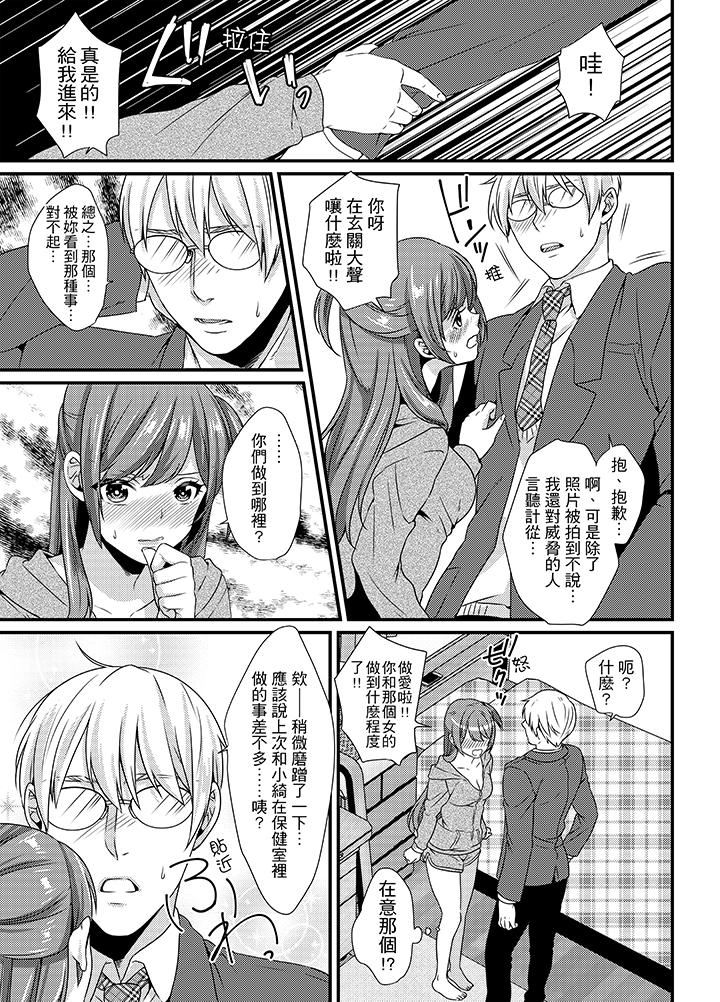 哇！
拉住
真是的!!
給我進來!!
你呀
在玄關大聲
嚷什麼啦!!
抱、抱歉…
啊、可是除了
照片被拍到不說…
我還對威脅的人
言聽計從…
總之…那個…
被妳看到那種事…
對不起…
……
你們做到哪裡？
呃？
什麼？
怒
做愛啦!!
你和那個女的
做到什麼程度
了!!
在意那個!?
欸──稍微磨蹭了一下…
應該說上次和小綺在保健室裡
做的事差不多……咦？
貼近
ふわ